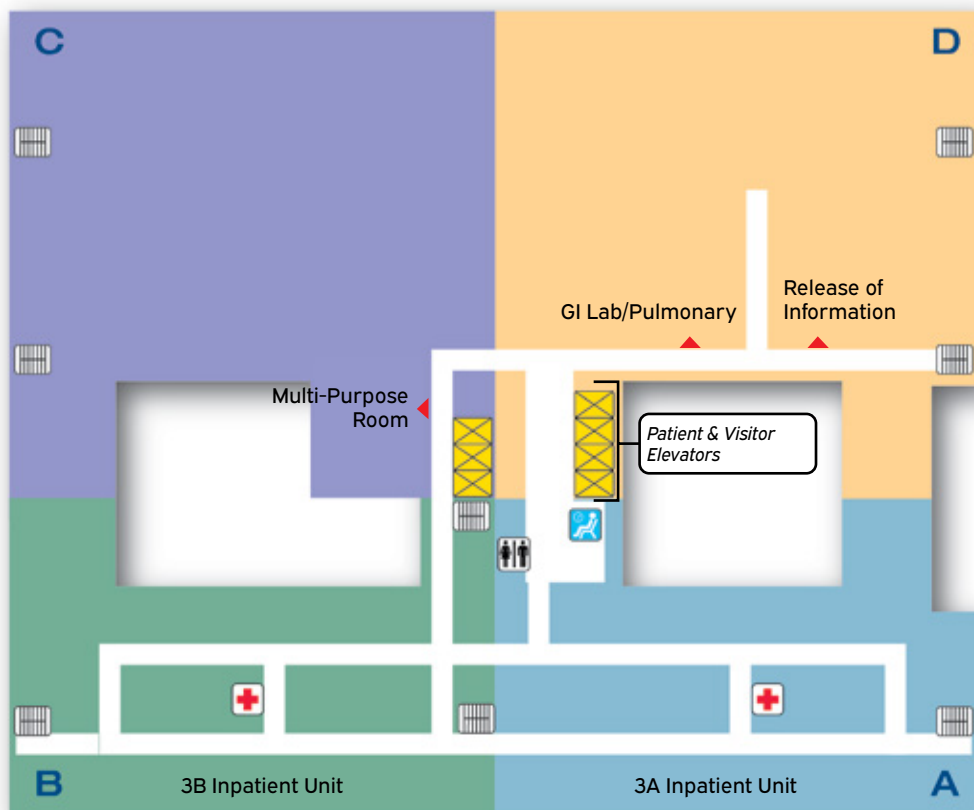 C
D
GI Lab/Pulmonary
Release of
Information
Multi-Purpose
Room
Patient & Visitor
Elevators
B
3B Inpatient Unit
3A Inpatient Unit
A